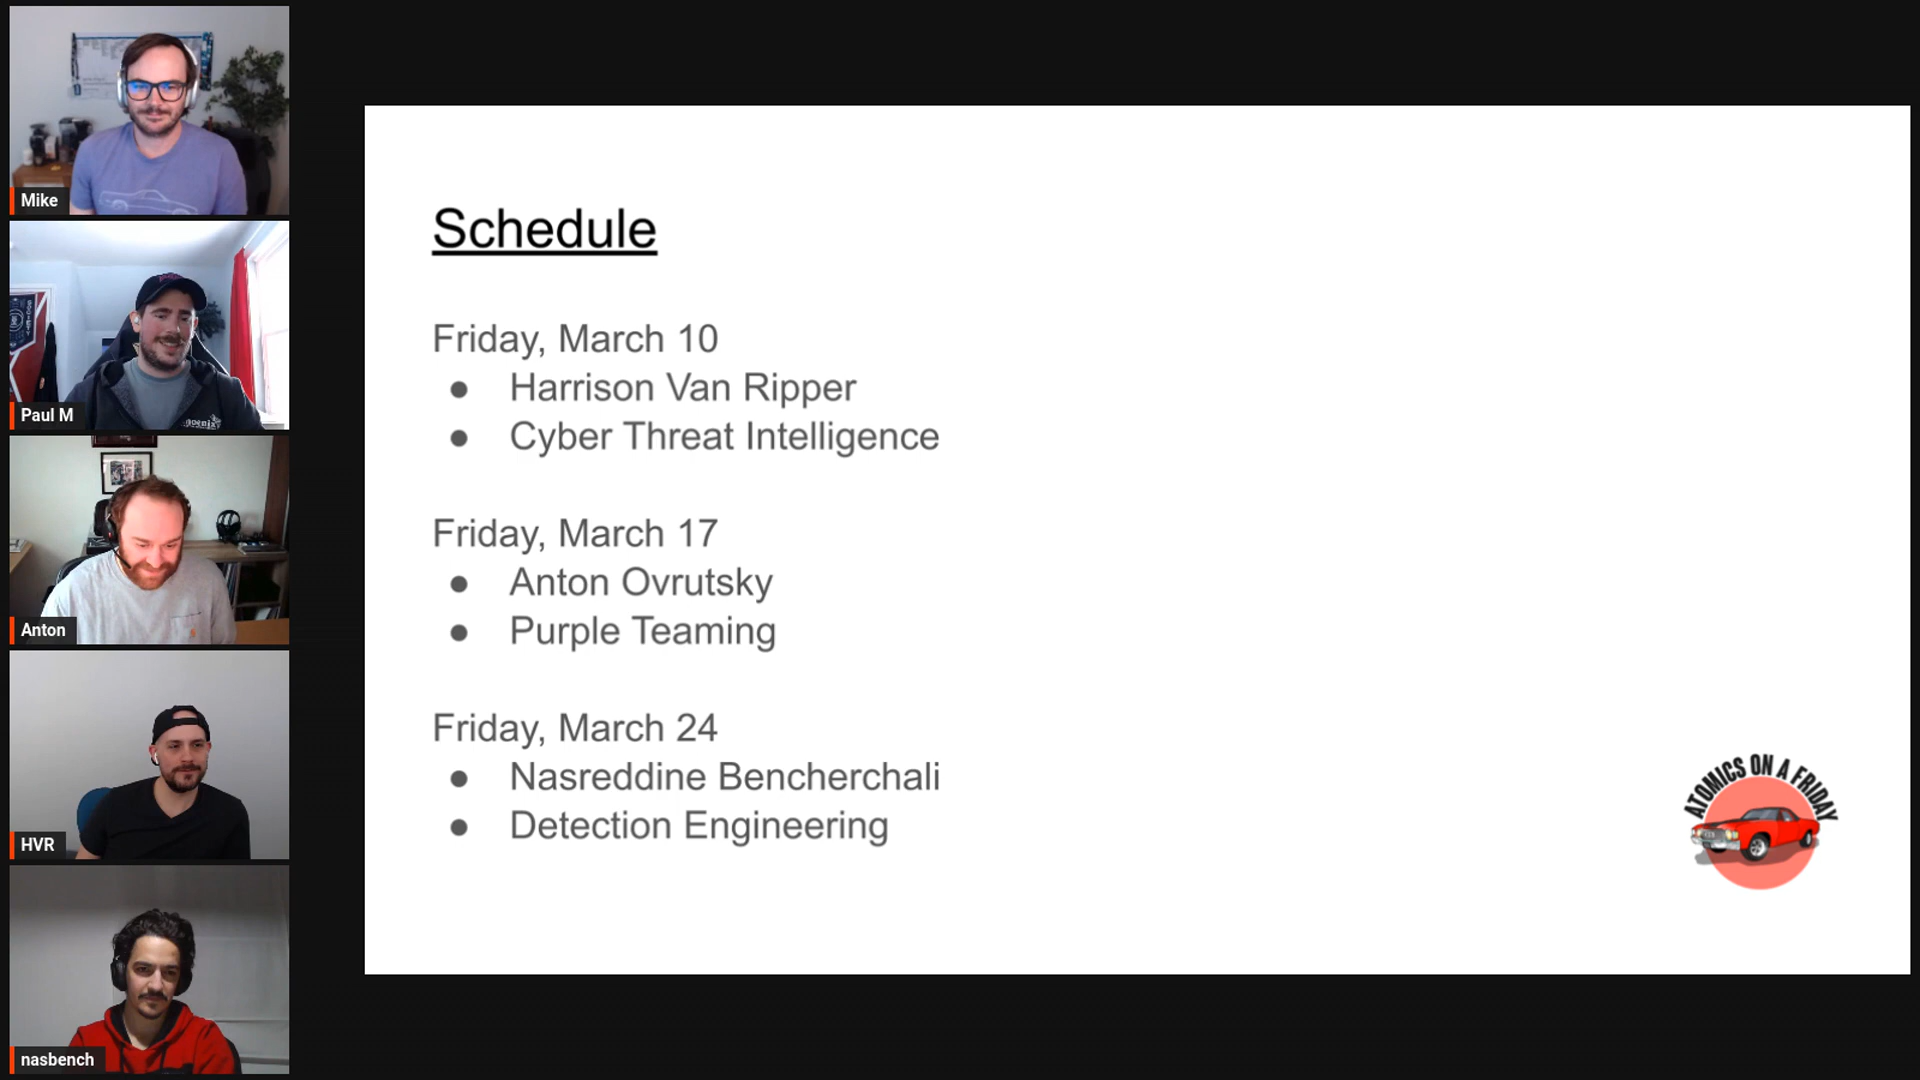 Mike
Paul M
Anton
HVR
nasbench
Schedule
Friday, March 10
● Harrison Van Ripper
● Cyber Threat Intelligence
Friday, March 17
● Anton Ovrutsky
● Purple Teaming
Friday, March 24
● Nasreddine Bencherchali
● Detection Engineering
ATOMICS ON A FRIDAY